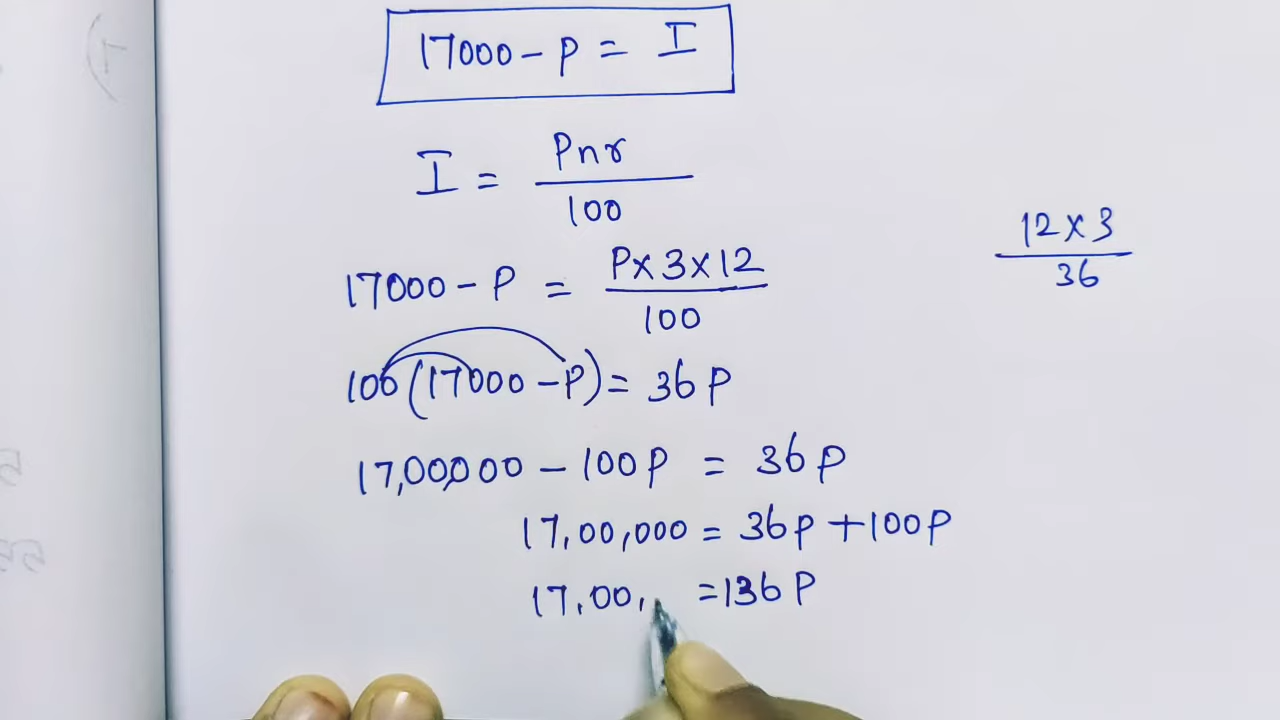 17000 - P = I
I = Pnr / 100
12 x 3
36
17000 - P = P x 3 x 12 / 100
100 (17000 - P) = 36 P
17,00,000 - 100 P = 36 P
17,00,000 = 36 P + 100 P
17,00, = 136 P